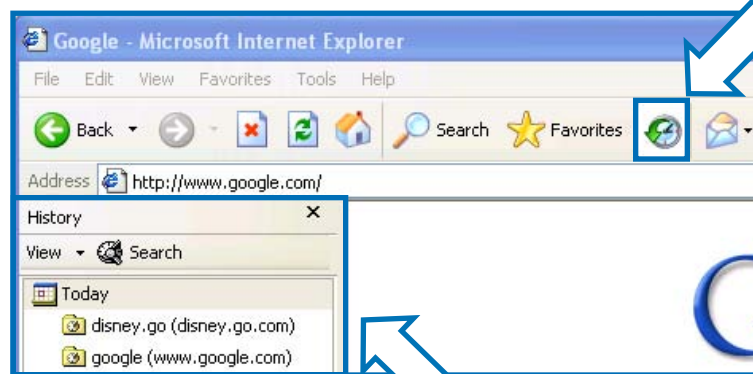 Google - Microsoft Internet Explorer
File Edit View Favorites Tools Help
Back Search Favorites
Address http://www.google.com/
History
View Search
Today
disney.go (disney.go.com)
google (www.google.com)